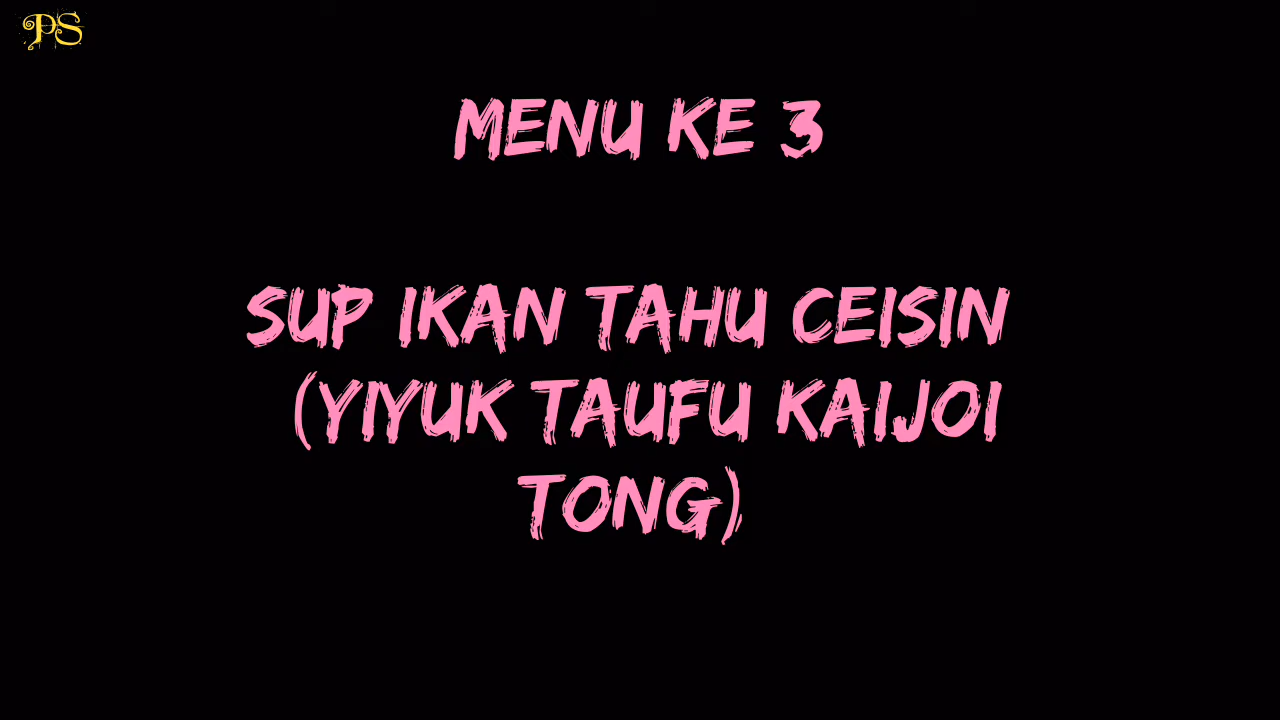 PS
MENU KE 3
SUP IKAN TAHU CEISIN
(YIYUK TAUFU KAIJOI
TONG)